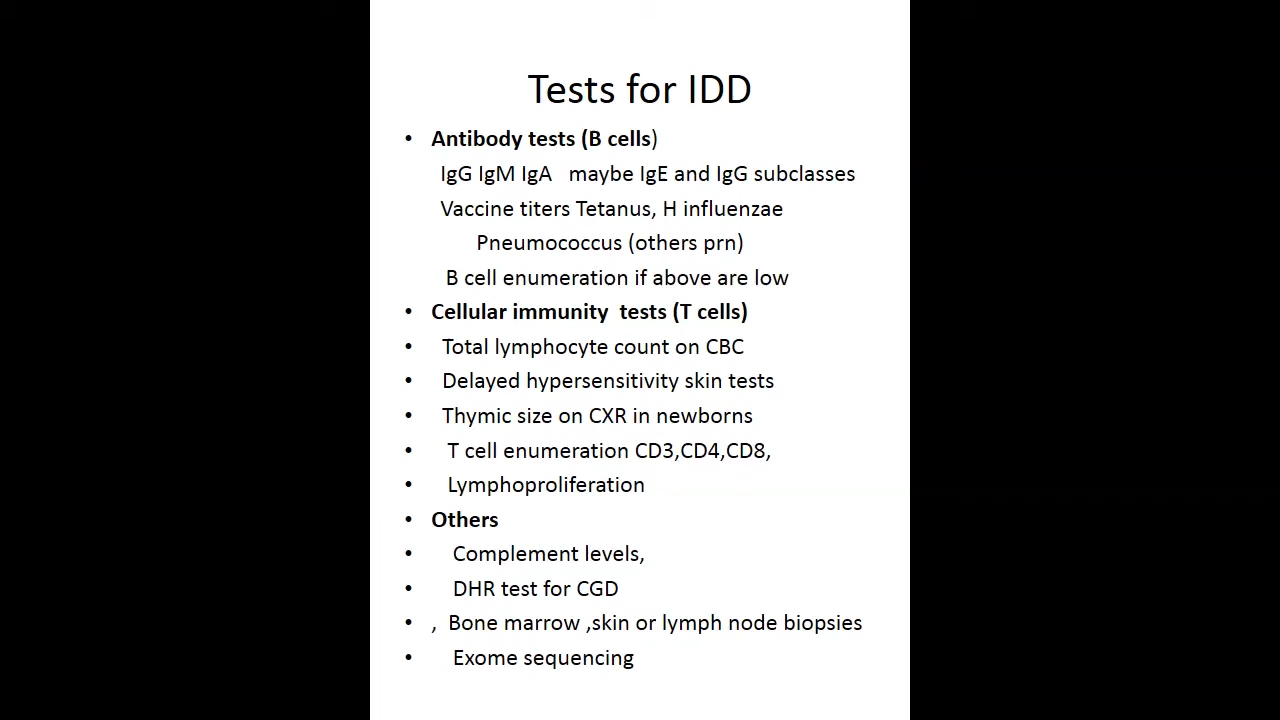 Tests for IDD
• Antibody tests (B cells)
IgG IgM IgA maybe IgE and IgG subclasses
Vaccine titers Tetanus, H influenzae
Pneumococcus (others prn)
B cell enumeration if above are low
• Cellular immunity tests (T cells)
• Total lymphocyte count on CBC
• Delayed hypersensitivity skin tests
• Thymic size on CXR in newborns
• T cell enumeration CD3,CD4,CD8,
• Lymphoproliferation
• Others
• Complement levels,
• DHR test for CGD
• , Bone marrow ,skin or lymph node biopsies
• Exome sequencing